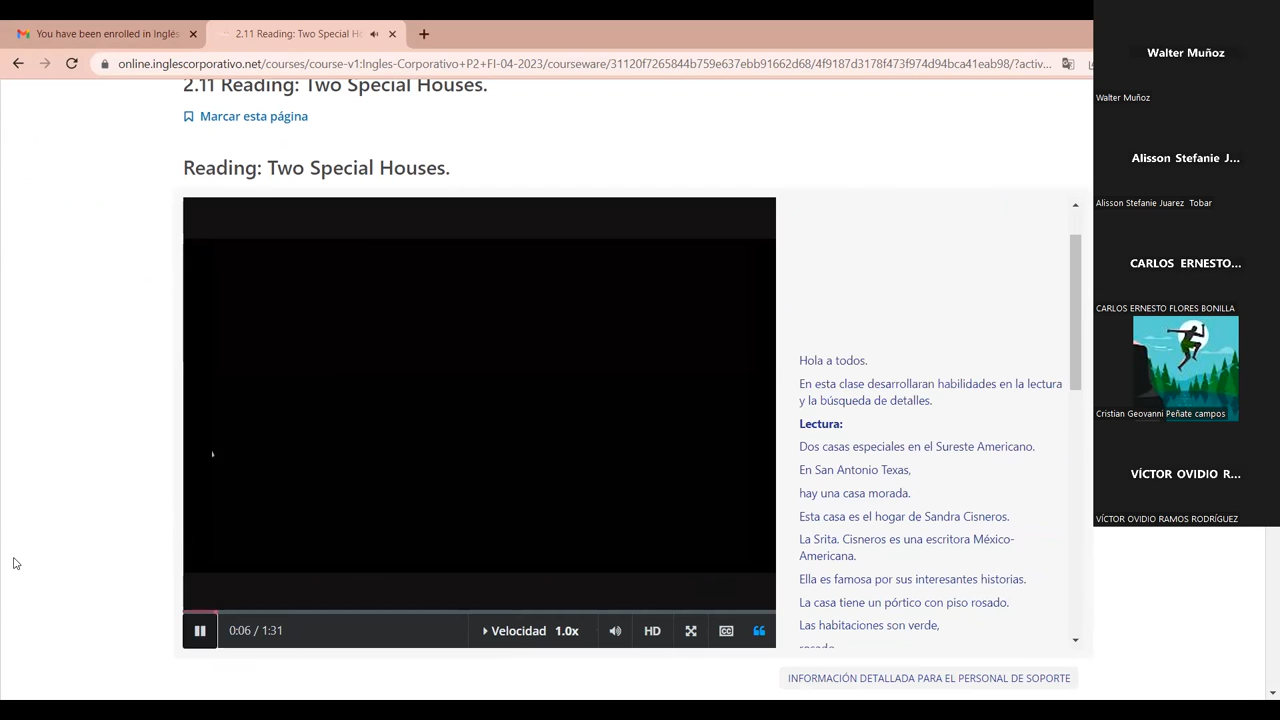 You have been enrolled in Inglés
2.11 Reading: Two Special Ho
online.inglescorporativo.net/courses/course-v1:Ingles-Corporativo+P2+FI-04-2023/courseware/31120f7265844b759e637ebb91662d68/4f9187d3178f473f974d94bca41eab98/?activ...
2.11 Reading: Two Special Houses.
Marcar esta página
Reading: Two Special Houses.
Hola a todos.
En esta clase desarrollaran habilidades en la lectura
y la búsqueda de detalles.
Lectura:
Dos casas especiales en el Sureste Americano.
En San Antonio Texas,
hay una casa morada.
Esta casa es el hogar de Sandra Cisneros.
La Srita. Cisneros es una escritora México-
Americana.
Ella es famosa por sus interesantes historias.
La casa tiene un pórtico con piso rosado.
Las habitaciones son verde,
0:06 / 1:31
Velocidad 1.0x
HD
CC
INFORMACIÓN DETALLADA PARA EL PERSONAL DE SOPORTE
Walter Muñoz
Walter Muñoz
Alisson Stefanie J...
Alisson Stefanie Juarez Tobar
CARLOS ERNESTO...
CARLOS ERNESTO FLORES BONILLA
Cristian Geovanni Peñate campos
VÍCTOR OVIDIO R...
VÍCTOR OVIDIO RAMOS RODRÍGUEZ